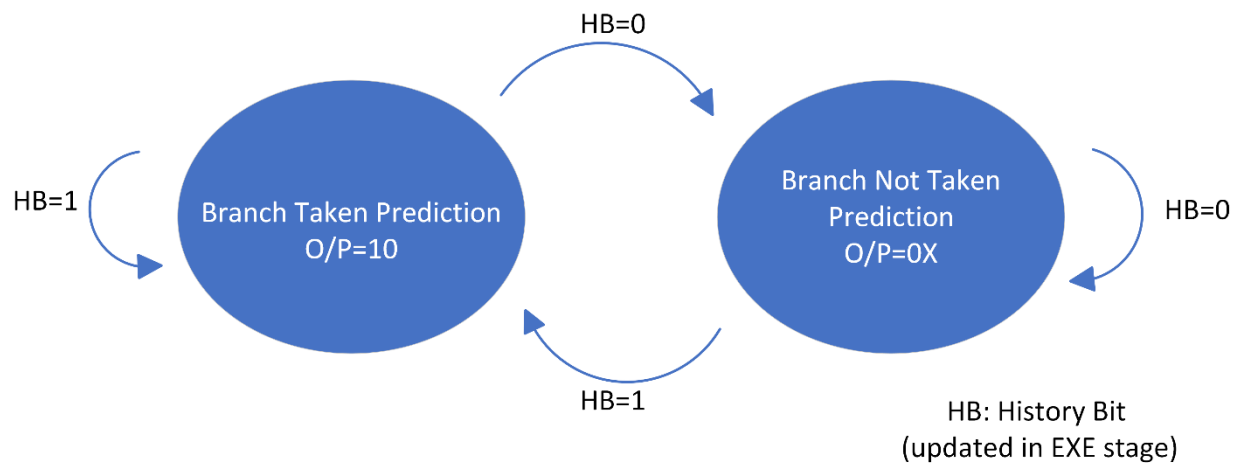 HB=0
HB=1
Branch Taken Prediction
O/P=10
Branch Not Taken
Prediction
O/P=0X
HB=0
HB=1
HB: History Bit
(updated in EXE stage)